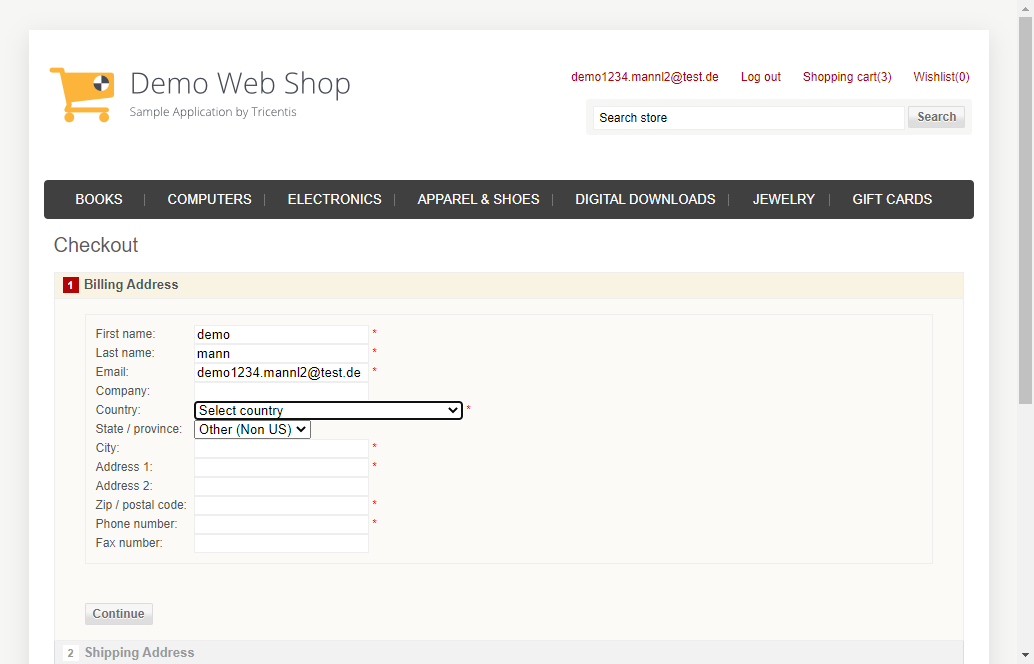 Demo Web Shop
Sample Application by Tricentis
demo1234.mannl2@test.de Log out Shopping cart(3) Wishlist(0)
Search store Search
BOOKS COMPUTERS ELECTRONICS APPAREL & SHOES DIGITAL DOWNLOADS JEWELRY GIFT CARDS
Checkout
1 Billing Address
First name: demo *
Last name: mann *
Email: demo1234.mannl2@test.de *
Company:
Country: Select country *
State / province: Other (Non US)
City: *
Address 1: *
Address 2:
Zip / postal code: *
Phone number: *
Fax number:
Continue
2 Shipping Address